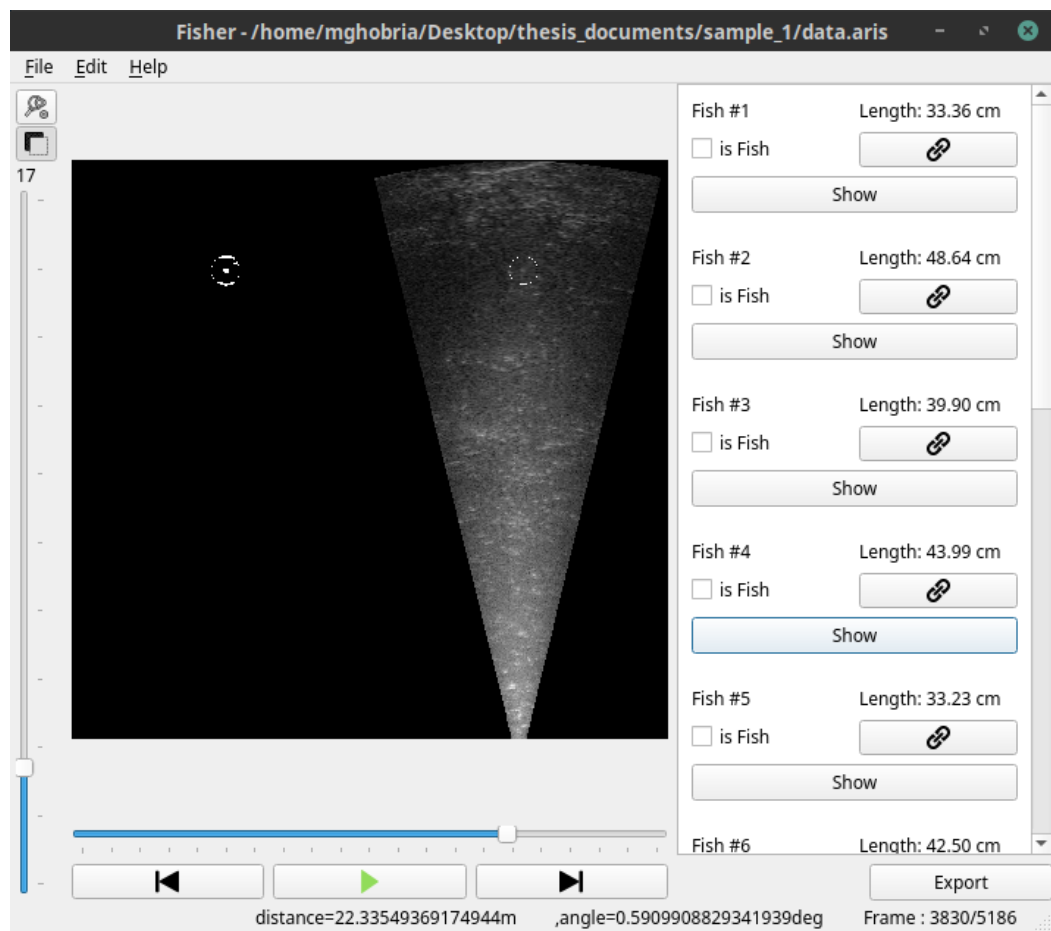 Fisher - /home/mghobria/Desktop/thesis_documents/sample_1/data.aris
File Edit Help
17
Fish #1 Length: 33.36 cm
is Fish
Show
Fish #2 Length: 48.64 cm
is Fish
Show
Fish #3 Length: 39.90 cm
is Fish
Show
Fish #4 Length: 43.99 cm
is Fish
Show
Fish #5 Length: 33.23 cm
is Fish
Show
Fish #6 Length: 42.50 cm
Export
distance=22.33549369174944m ,angle=0.5909908829341939deg Frame : 3830/5186